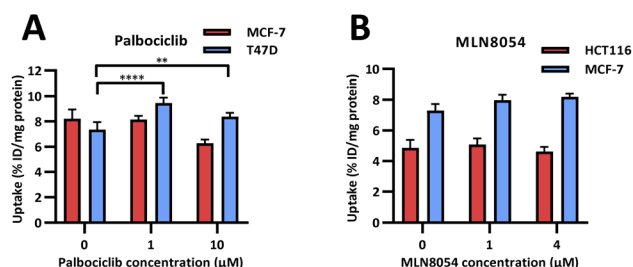 A
Palbociclib
MCF-7
T47D
**
****
Uptake (% ID/mg protein)
12
10
8
6
4
2
0
0 1 10
Palbociclib concentration (μM)
B
MLN8054
HCT116
MCF-7
Uptake (% ID/mg protein)
10
8
6
4
2
0
0 1 4
MLN8054 concentration (μM)